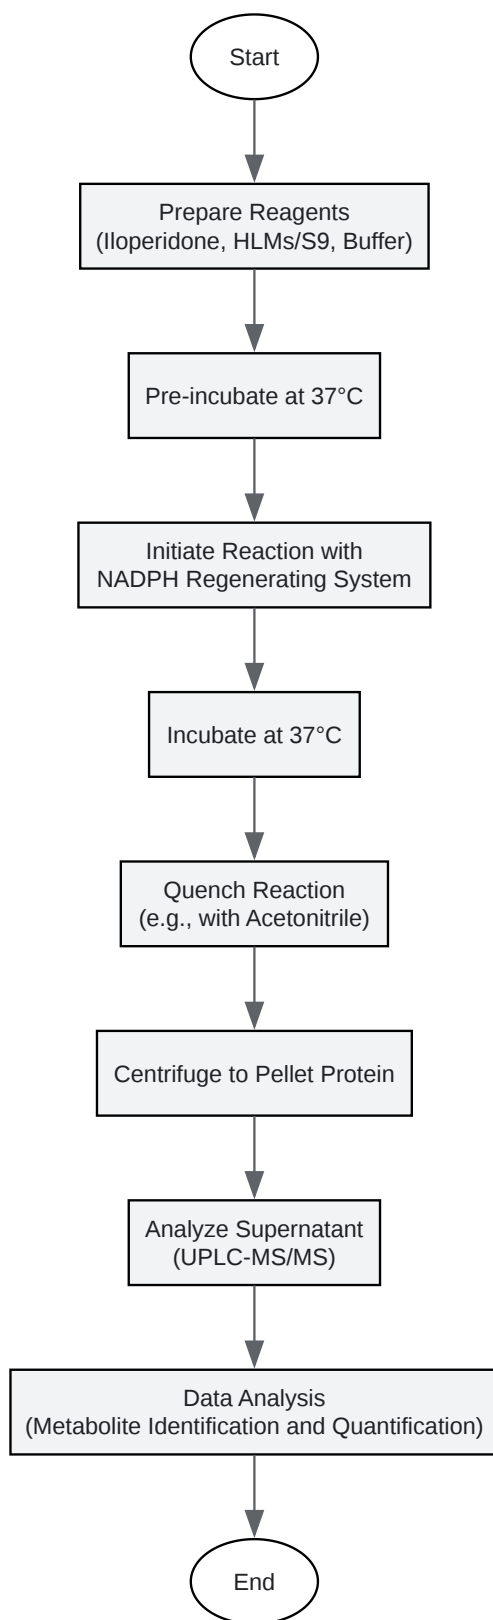 Start
Prepare Reagents
(Iloperidone, HLMs/S9, Buffer)
Pre-incubate at 37°C
Initiate Reaction with
NADPH Regenerating System
Incubate at 37°C
Quench Reaction
(e.g., with Acetonitrile)
Centrifuge to Pellet Protein
Analyze Supernatant
(UPLC-MS/MS)
Data Analysis
(Metabolite Identification and Quantification)
End